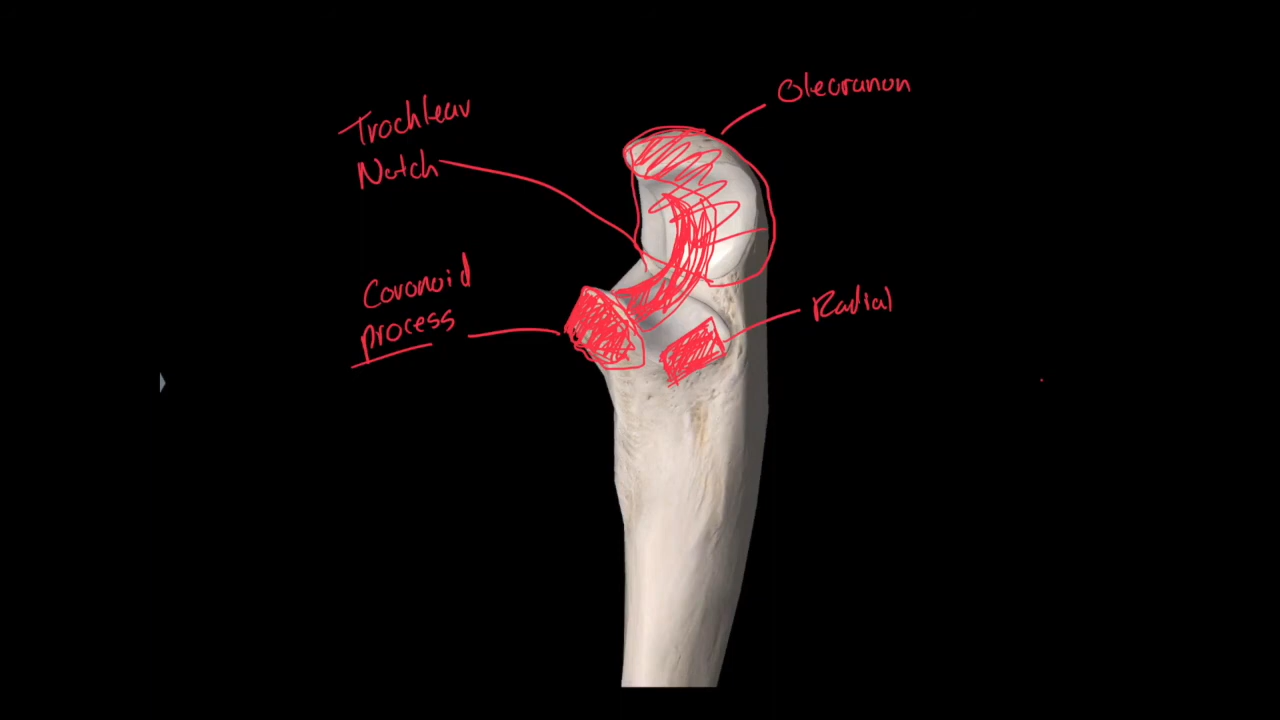 Olecranon
Trochlear
Notch
Coronoid
process
Radial